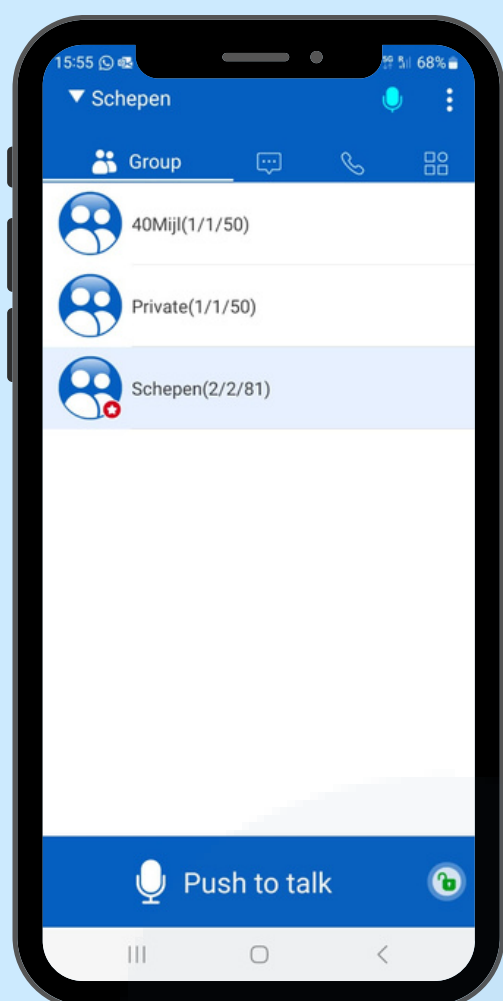 15:55 68%
Schepen
Group
40Mijl(1/1/50)
Private(1/1/50)
Schepen(2/2/81)
Push to talk